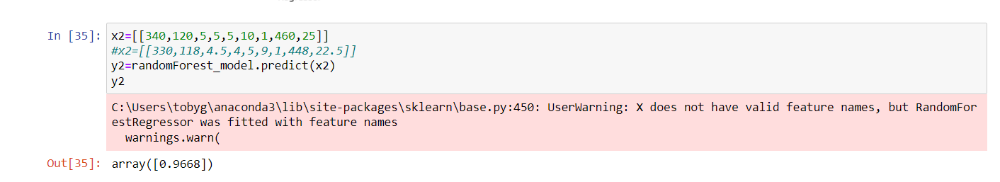 In [35]: x2=[[340,120,5,5,5,10,1,460,25]]
#x2=[[330,118,4.5,4,5,9,1,448,22.5]]
y2=randomForest_model.predict(x2)
y2
C:\Users\tobyg\anaconda3\lib\site-packages\sklearn\base.py:450: UserWarning: X does not have valid feature names, but RandomFor
estRegressor was fitted with feature names
  warnings.warn(
Out[35]: array([0.9668])